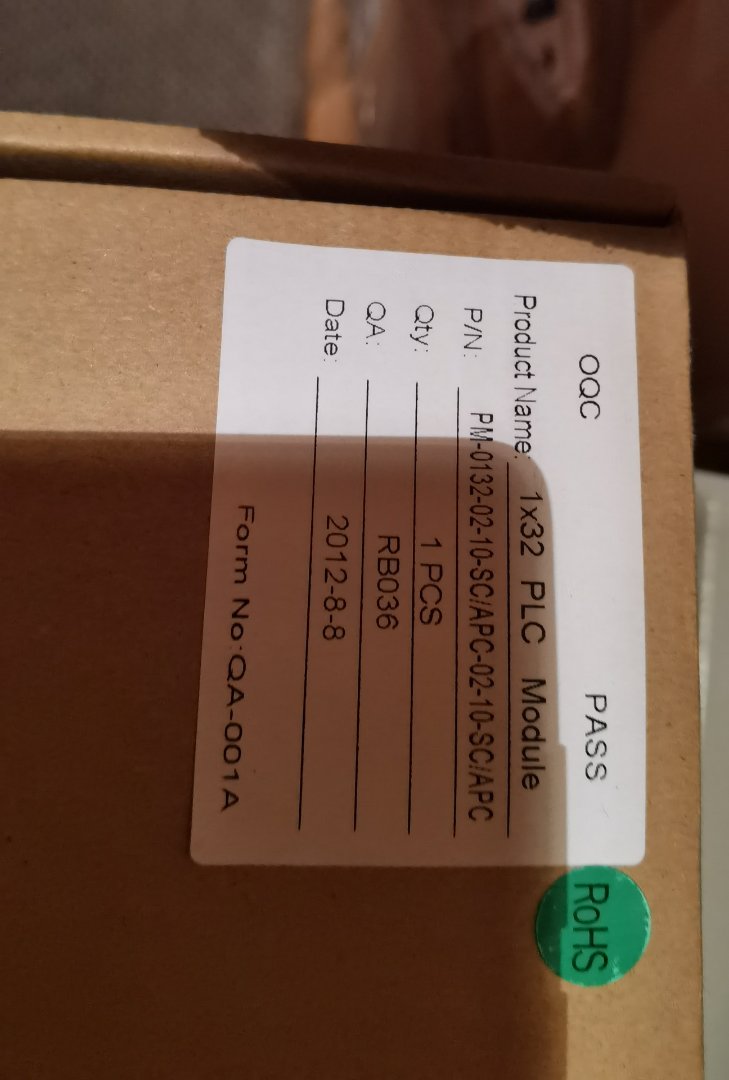 OQC PASS
Product Name: 1x32 PLC Module
P/N: PM-0132-02-10-SC/APC-02-10-SC/APC
Qty: 1 PCS
QA: RB036
Date: 2012-8-8
Form No:QA-001A
RoHS